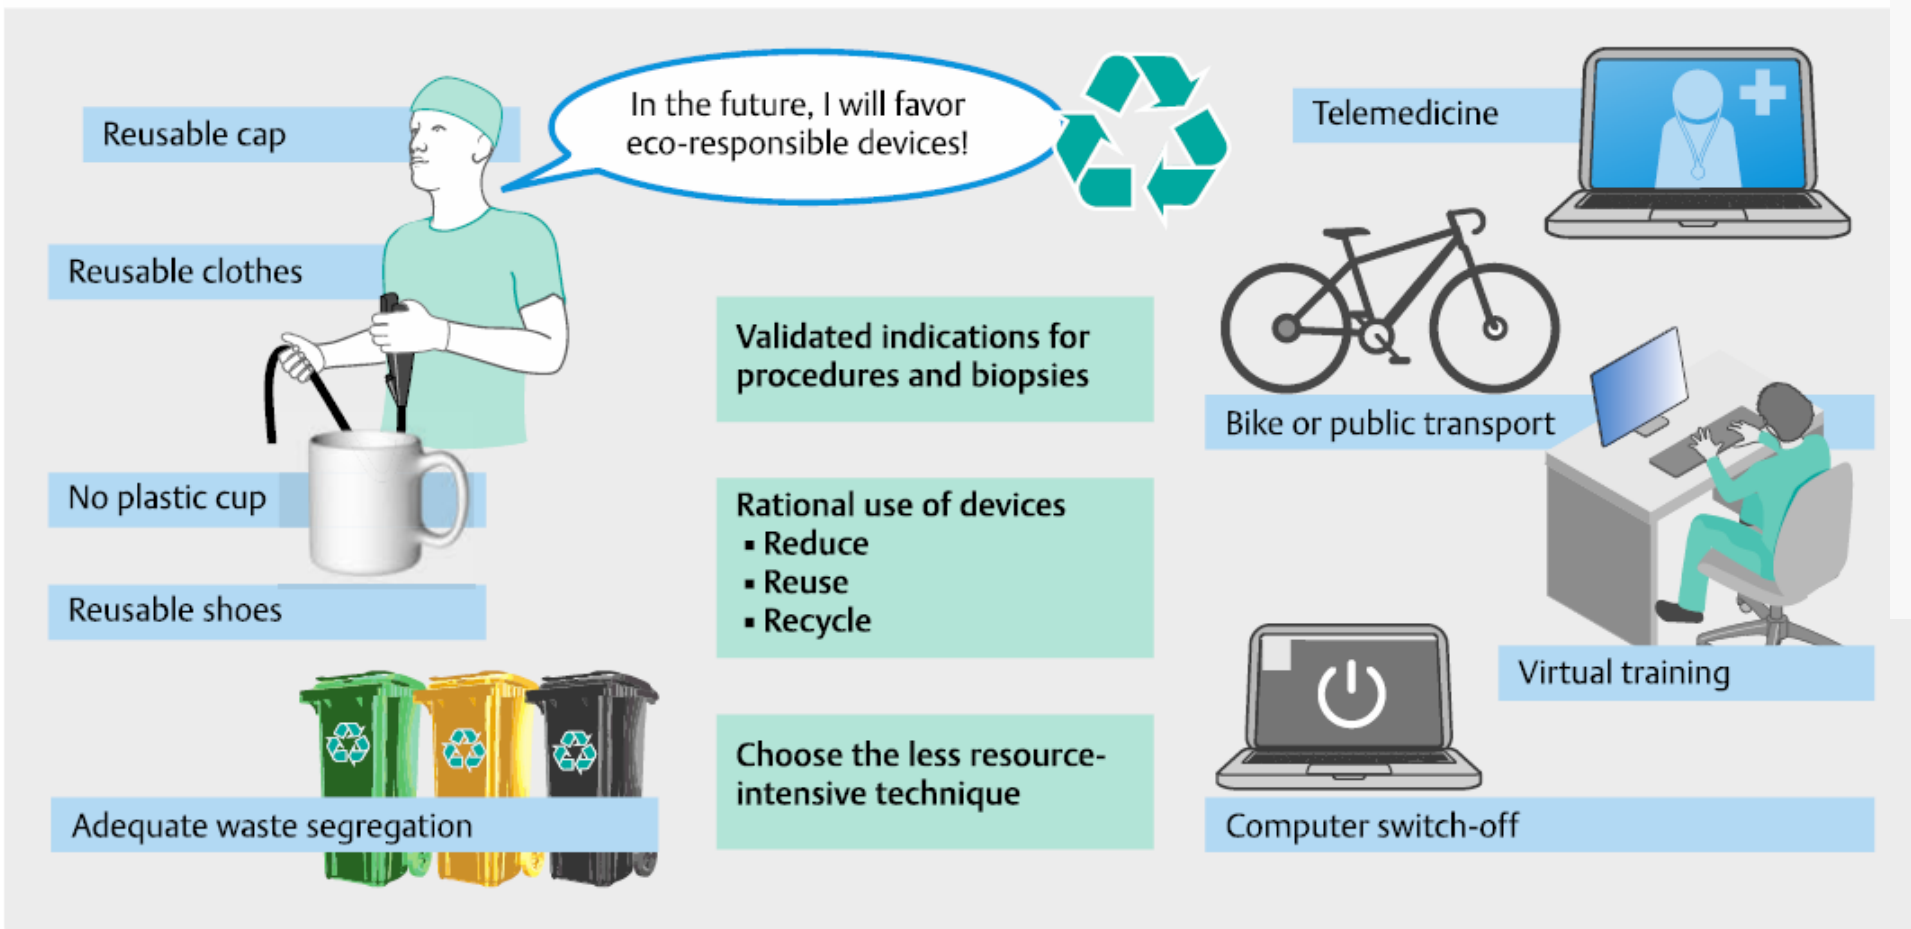 Reusable cap
In the future, I will favor
eco-responsible devices!
Telemedicine
Reusable clothes
Validated indications for
procedures and biopsies
Bike or public transport
No plastic cup
Rational use of devices
▪ Reduce
▪ Reuse
▪ Recycle
Reusable shoes
Virtual training
Adequate waste segregation
Choose the less resource-
intensive technique
Computer switch-off